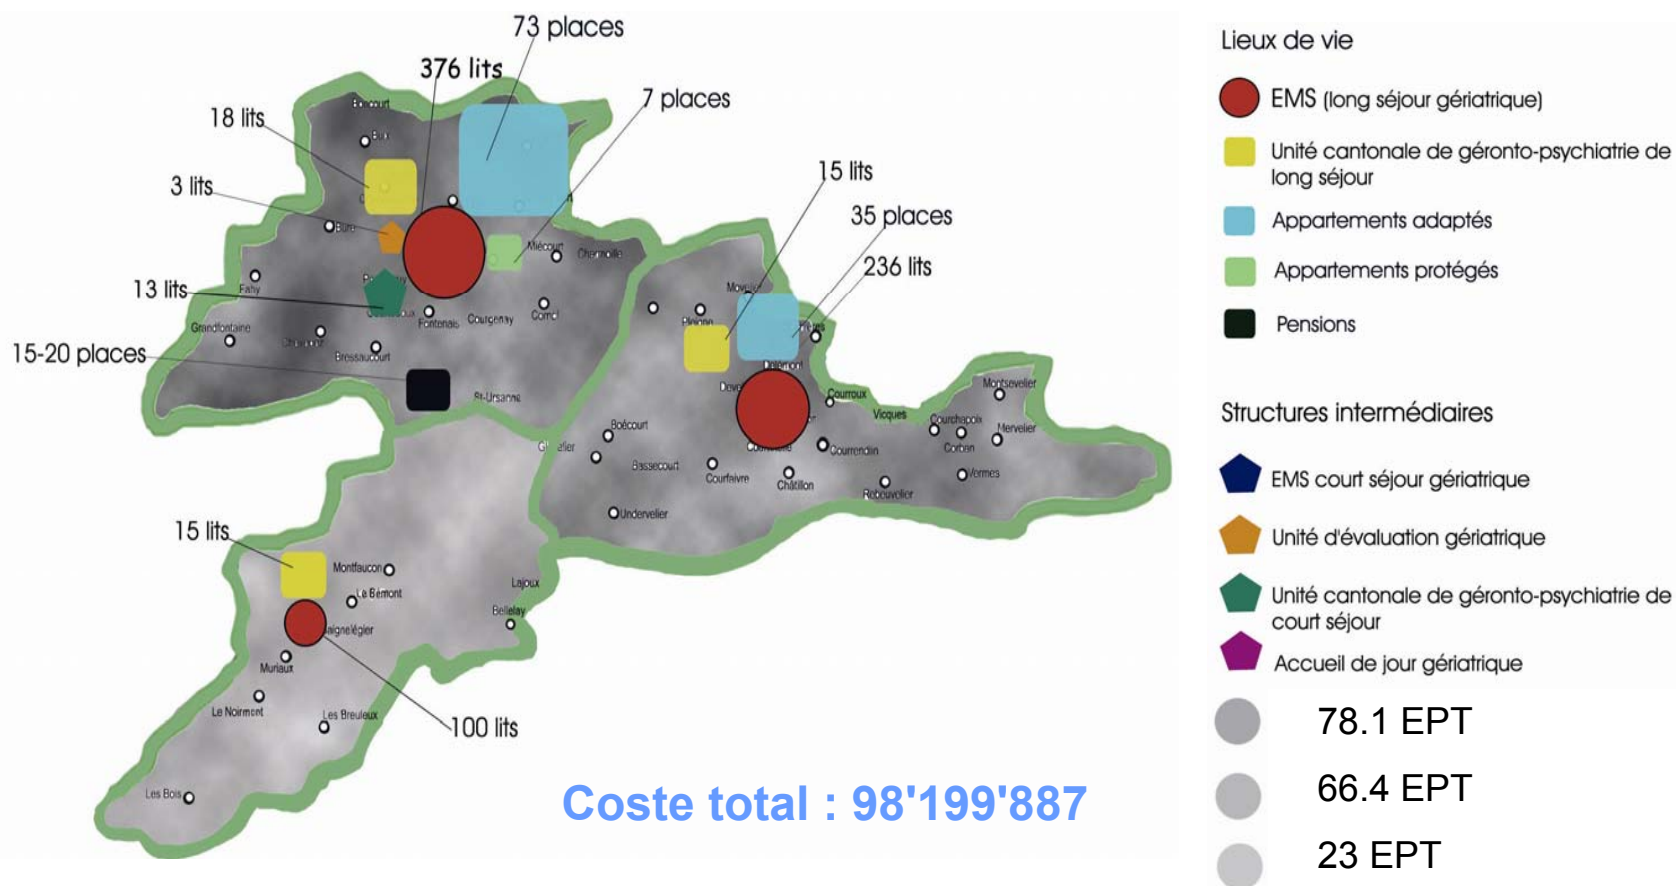 73 places
376 lits
7 places
18 lits
3 lits
13 lits
15-20 places
15 lits
35 places
236 lits
15 lits
100 lits
Boncourt
Buix
Bure
Fahy
Grandfontaine
Bressaucourt
Fontenais
Courgenay
Cornol
Miécourt
Charmoille
St-Ursanne
Movelier
Pleigne
Delémont
Courroux
Vicques
Courchapoix
Corban
Montsevelier
Mervelier
Vermes
Courrendlin
Châtillon
Rebeuvelier
Boécourt
Bassecourt
Courfaivre
Undervelier
Montfaucon
Le Bémont
Lajoux
Bellelay
Muriaux
Le Noirmont
Les Breuleux
Les Bois
Coste total : 98'199'887
Lieux de vie
EMS (long séjour gériatrique)
Unité cantonale de géronto-psychiatrie de
long séjour
Appartements adaptés
Appartements protégés
Pensions
Structures intermédiaires
EMS court séjour gériatrique
Unité d'évaluation gériatrique
Unité cantonale de géronto-psychiatrie de
court séjour
Accueil de jour gériatrique
78.1 EPT
66.4 EPT
23 EPT